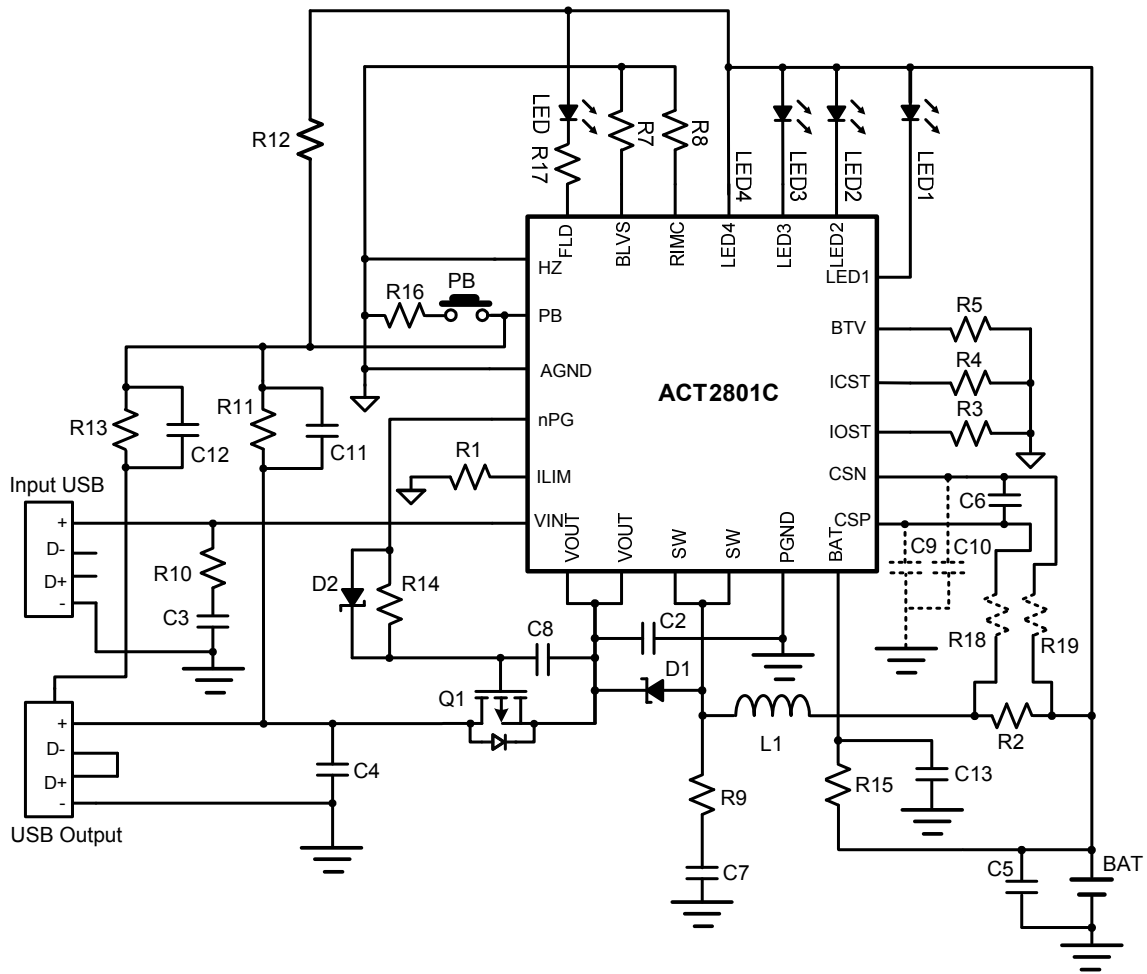 R12
LED
R17
R7
R8
LED4
LED3
LED2
LED1
FLD
BLVS
RIMC
LED4
LED3
LED2
LED1
HZ
PB
R16
PB
AGND
nPG
ILIM
VIN
ACT2801C
BTV
ICST
IOST
CSN
CSP
R5
R4
R3
R13
C12
R11
C11
R1
Input USB
+
D-
D+
-
R10
C3
VOUT
VOUT
SW
SW
PGND
BAT
C6
C9
C10
R18
R19
D2
R14
C8
C2
D1
Q1
L1
R2
+
D-
D+
-
USB Output
C4
R9
C7
R15
C13
C5
BAT